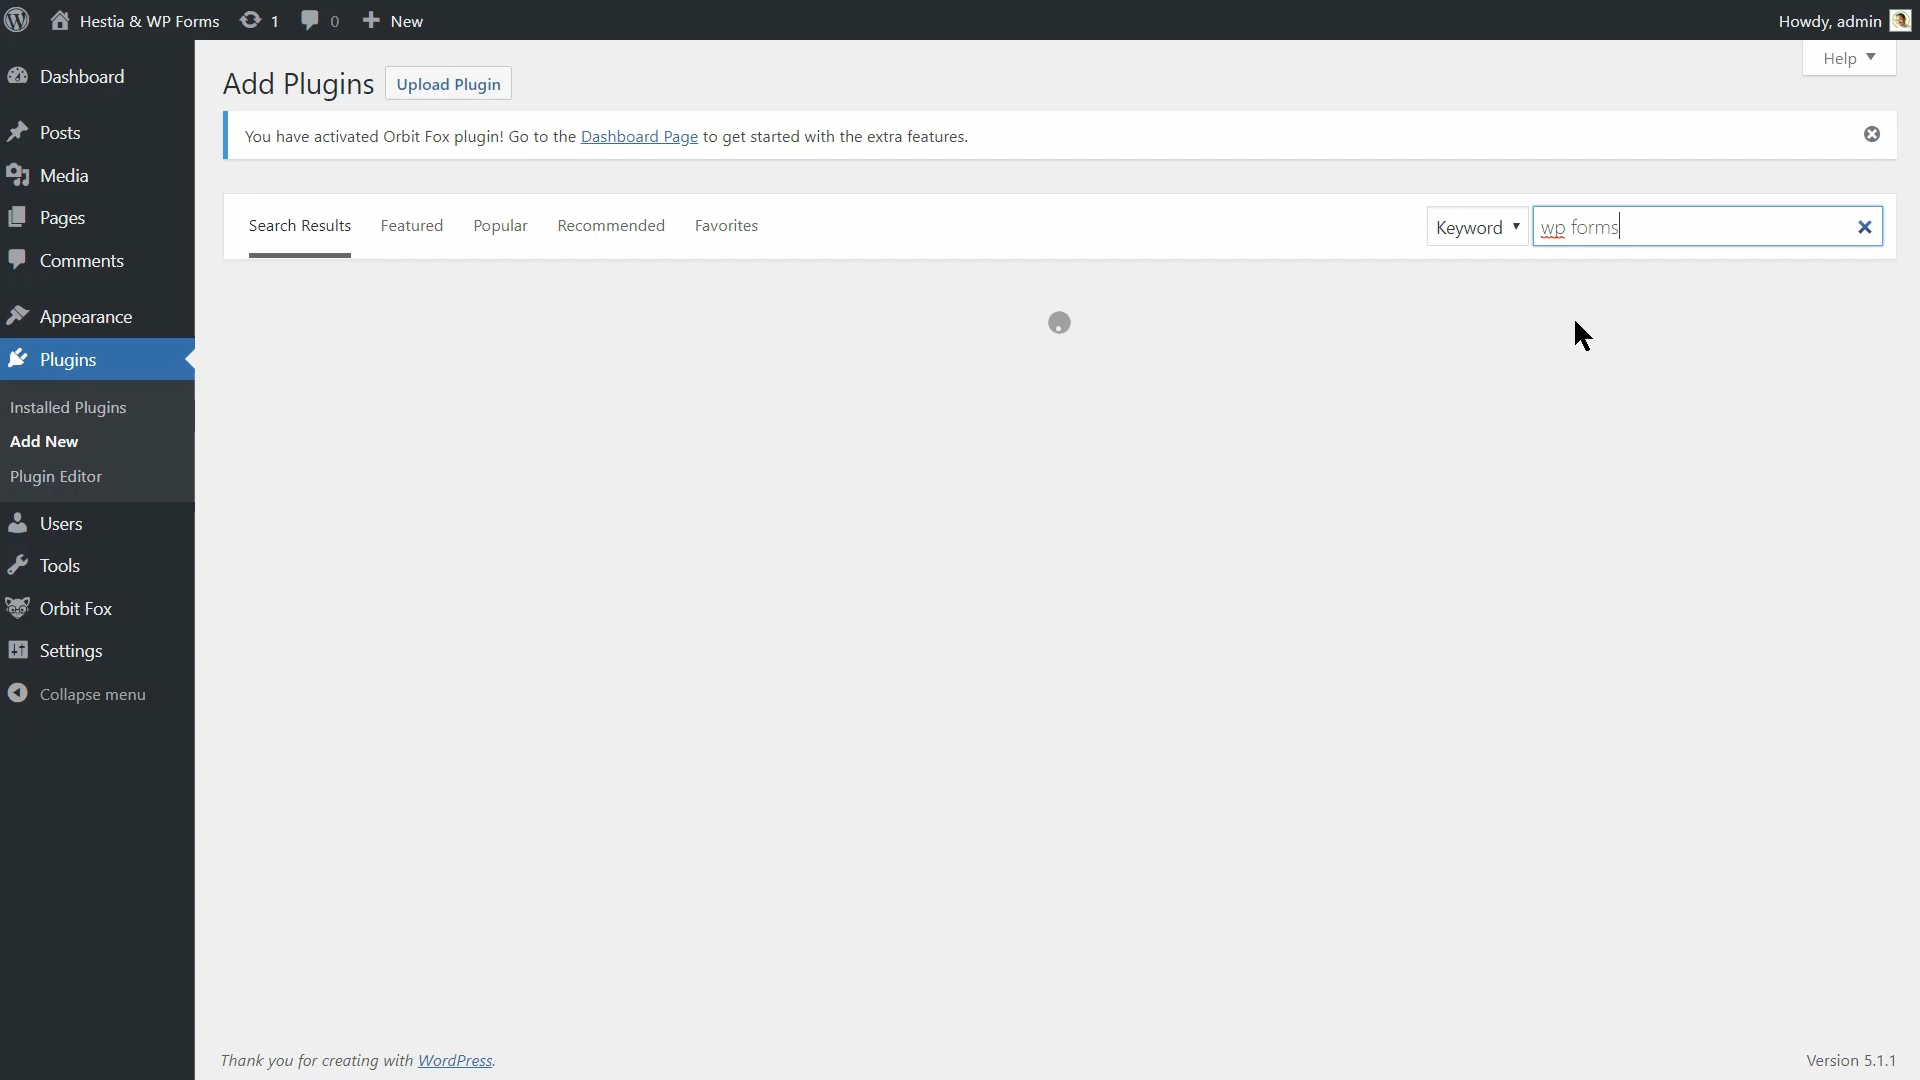 Hestia & WP Forms 1 0 New Howdy, admin
Help
Dashboard
Posts
Media
Pages
Comments
Appearance
Plugins
Installed Plugins
Add New
Plugin Editor
Users
Tools
Orbit Fox
Settings
Collapse menu
Add Plugins Upload Plugin
You have activated Orbit Fox plugin! Go to the Dashboard Page to get started with the extra features.
Search Results Featured Popular Recommended Favorites Keyword wp forms
Thank you for creating with WordPress. Version 5.1.1